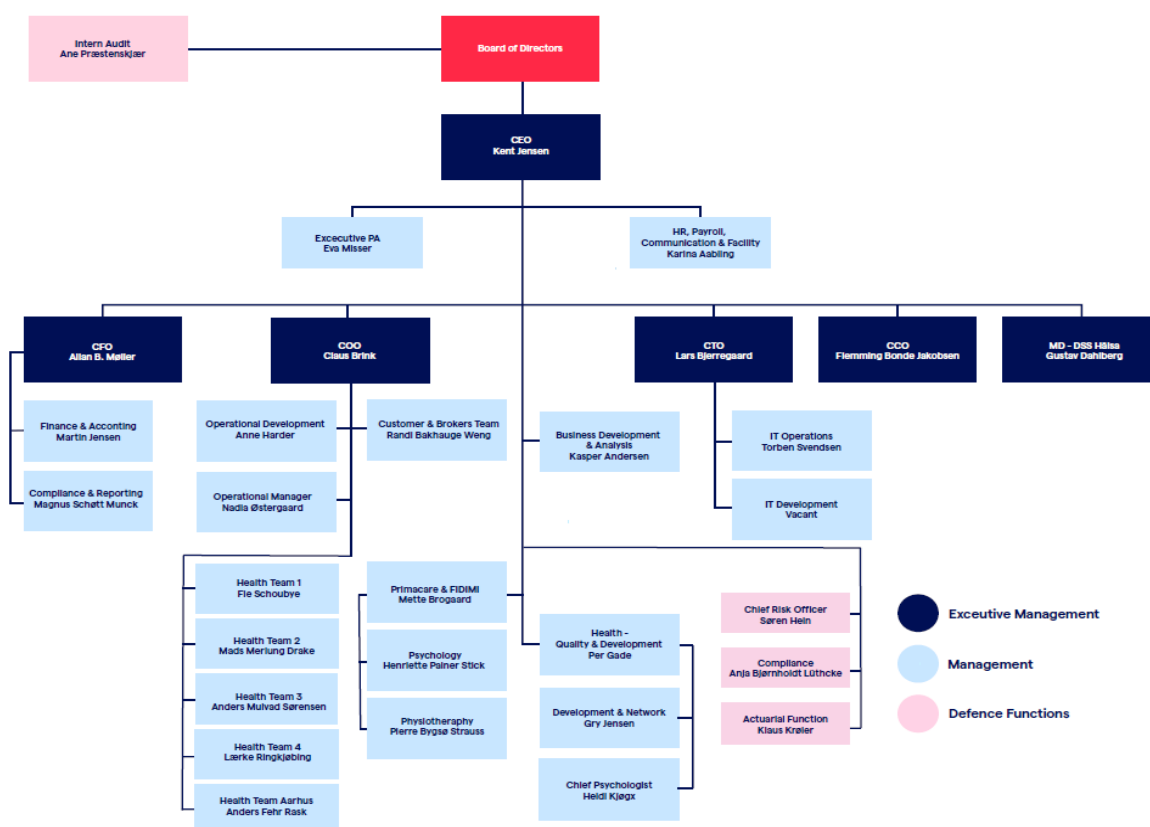 Intern Audit
Ane Præstenskjær
Board of Directors
CEO
Kent Jensen
Excecutive PA
Eva Misser
HR, Payroll,
Communication & Facility
Karina Aabling
CFO
Allan B. Møller
COO
Claus Brink
CTO
Lars Bjerregaard
CCO
Flemming Bonde Jakobsen
MD - DSS Hälsa
Gustav Dahlberg
Finance & Acconting
Martin Jensen
Operational Development
Anne Harder
Customer & Brokers Team
Randi Bakhauge Weng
Business Development
& Analysis
Kasper Andersen
IT Operations
Torben Svendsen
Compliance & Reporting
Magnus Schøtt Munck
Operational Manager
Nadia Østergaard
IT Development
Vacant
Health Team 1
Fie Schoubye
Primacare & FIDIMI
Mette Brogaard
Health Team 2
Mads Merlung Drake
Psychology
Henriette Palner Stick
Health Team 3
Anders Mulvad Sørensen
Physiotheraphy
Pierre Bygsø Strauss
Health Team 4
Lærke Ringkjøbing
Health Team Aarhus
Anders Fehr Rask
Health -
Quality & Development
Per Gade
Development & Network
Gry Jensen
Chief Psychologist
Heidi Kjøgx
Chief Risk Officer
Søren Hein
Compliance
Anja Bjørnholdt Lüthcke
Actuarial Function
Klaus Krøier
Excecutive Management
Management
Defence Functions